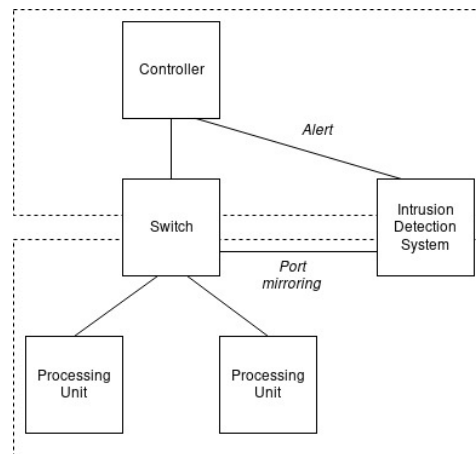 Controller
Alert
Switch
Intrusion
Detection
System
Port
mirroring
Processing
Unit
Processing
Unit